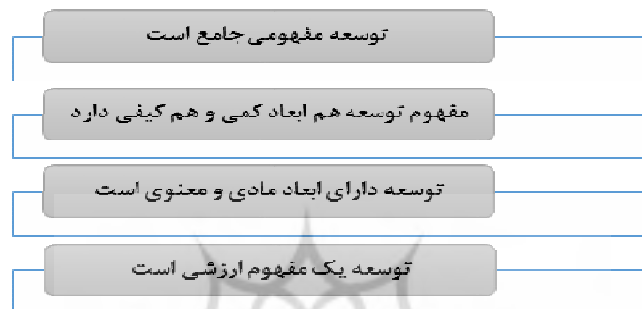 توسعه مفهومی جامع است
مفهوم توسعه هم ابعاد کمی و هم کیفی دارد
توسعه دارای ابعاد مادی و معنوی است
توسعه یک مفهوم ارزشی است